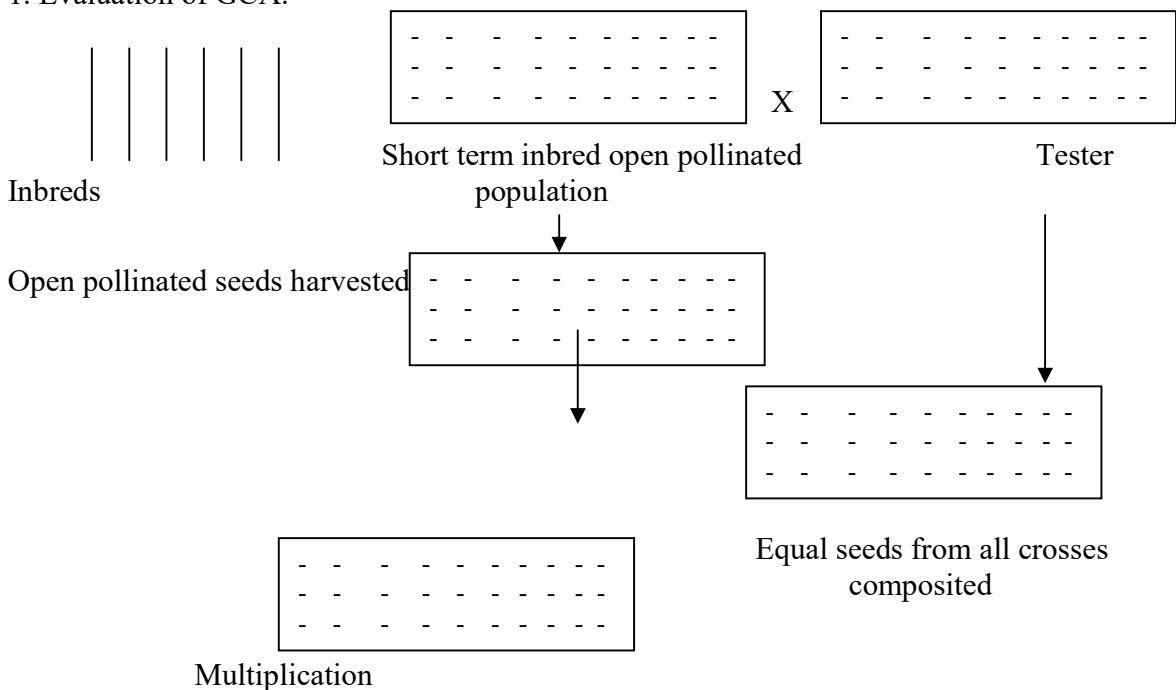 1. Evaluation of GCA:
X
Short term inbred open pollinated
population
Tester
Inbreds
Open pollinated seeds harvested
Equal seeds from all crosses
composited
Multiplication